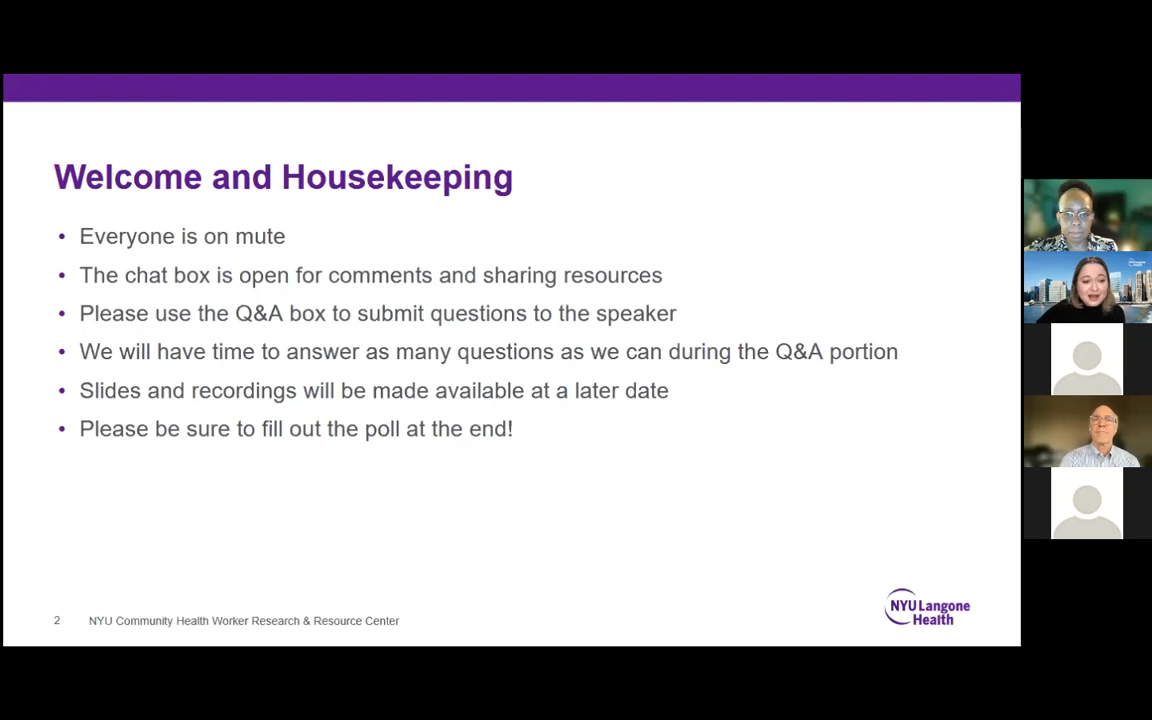 Welcome and Housekeeping
• Everyone is on mute
• The chat box is open for comments and sharing resources
• Please use the Q&A box to submit questions to the speaker
• We will have time to answer as many questions as we can during the Q&A portion
• Slides and recordings will be made available at a later date
• Please be sure to fill out the poll at the end!
2 NYU Community Health Worker Research & Resource Center
NYU Langone
Health